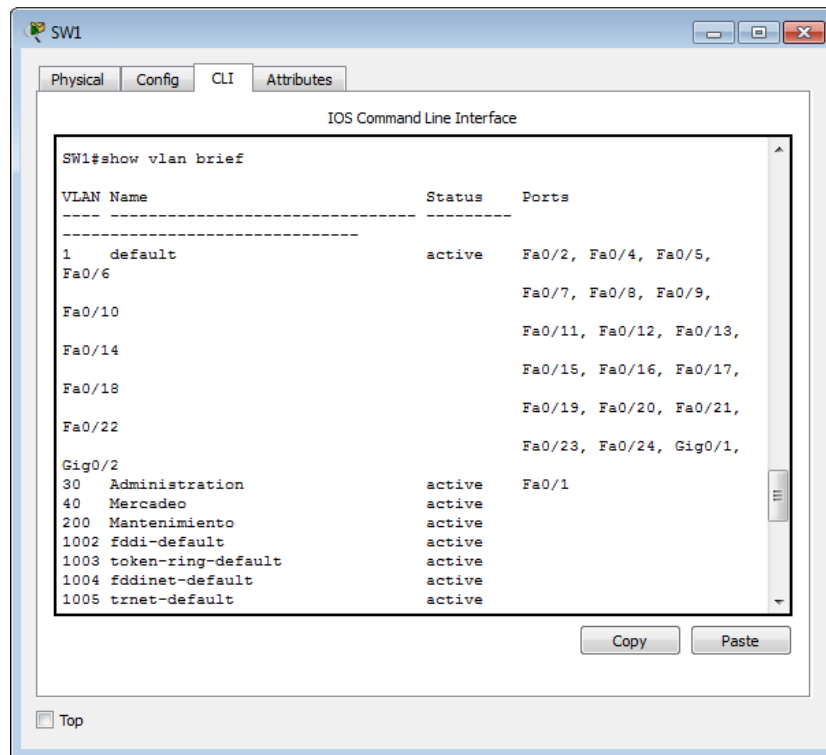 SW1
Physical Config CLI Attributes
IOS Command Line Interface
SW1#show vlan brief
VLAN Name Status Ports
---- -------------------------------- ---------
-------------------------------
1 default active Fa0/2, Fa0/4, Fa0/5,
Fa0/6
Fa0/7, Fa0/8, Fa0/9,
Fa0/10
Fa0/11, Fa0/12, Fa0/13,
Fa0/14
Fa0/15, Fa0/16, Fa0/17,
Fa0/18
Fa0/19, Fa0/20, Fa0/21,
Fa0/22
Fa0/23, Fa0/24, Gig0/1,
Gig0/2
30 Administration active Fa0/1
40 Mercadeo active
200 Mantenimiento active
1002 fddi-default active
1003 token-ring-default active
1004 fddinet-default active
1005 trnet-default active
Copy Paste
Top